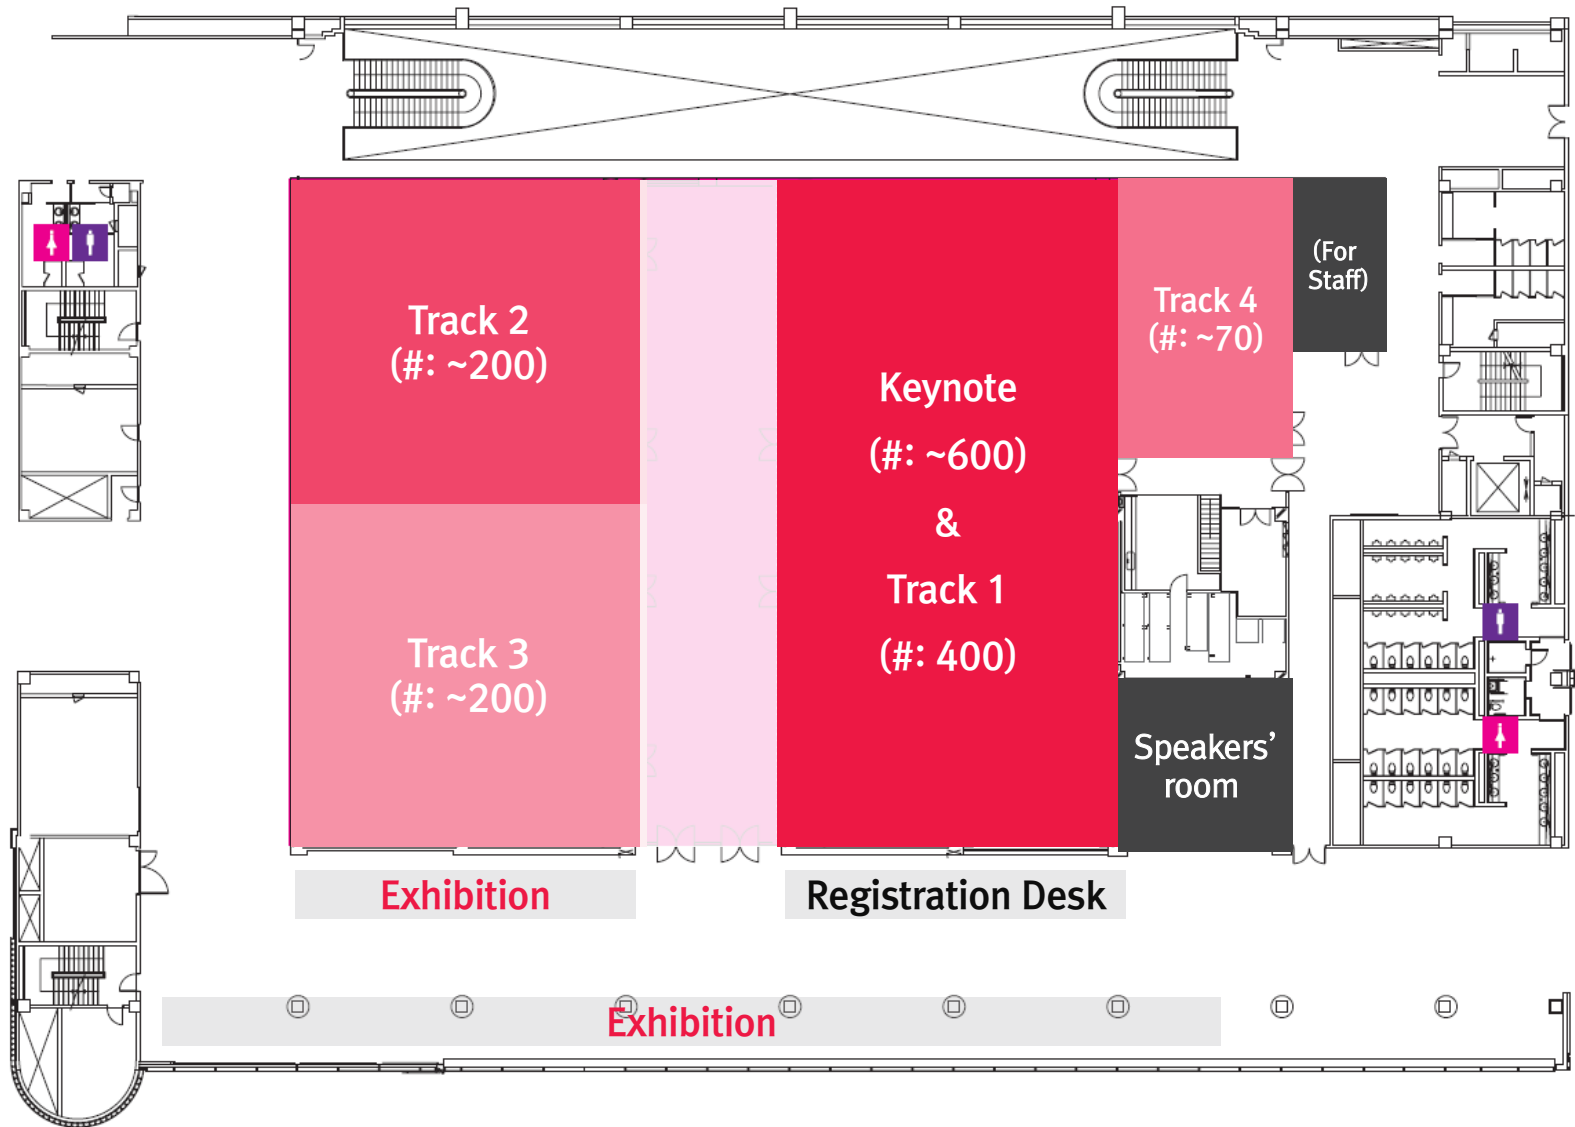 Track 2
(#: ~200)
Track 3
(#: ~200)
Keynote
(#: ~600)
&
Track 1
(#: 400)
Track 4
(#: ~70)
(For
Staff)
Speakers’
room
Exhibition
Registration Desk
Exhibition